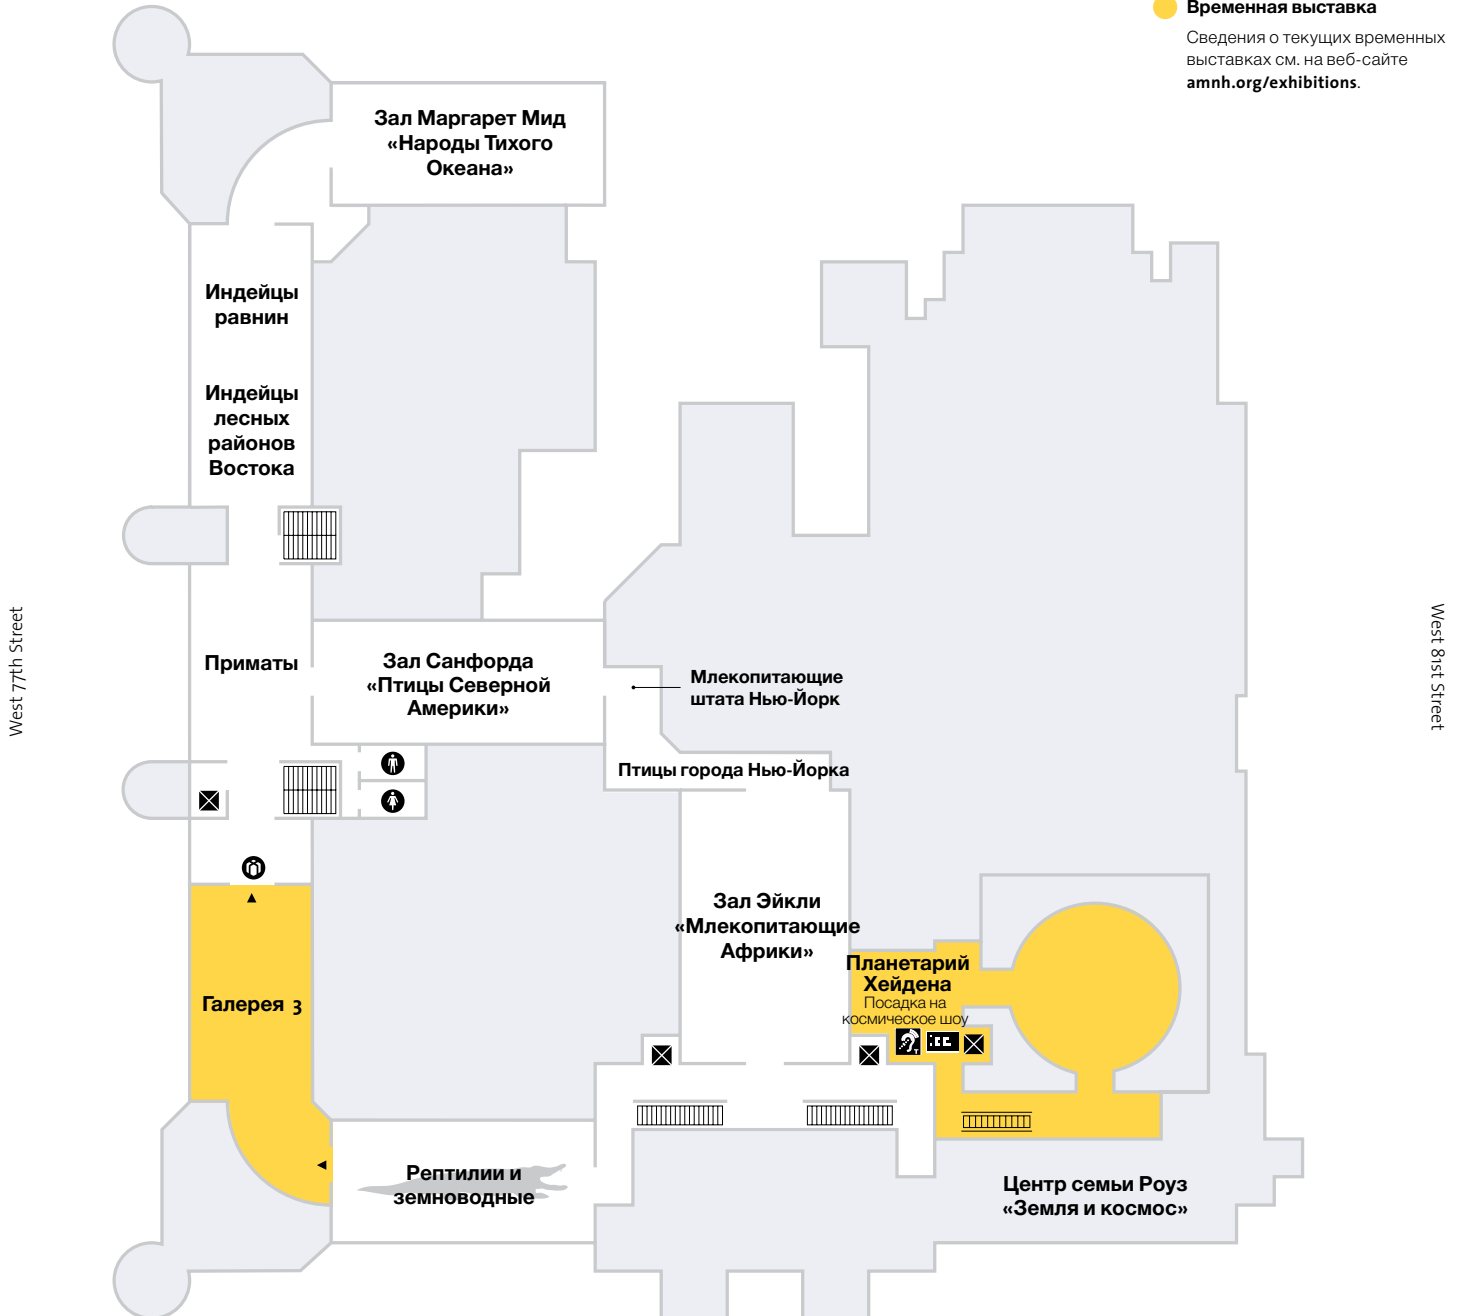 Временная выставка
Сведения о текущих временных
выставках см. на веб-сайте
amnh.org/exhibitions.
Зал Маргарет Мид
«Народы Тихого
Океана»
Индейцы
равнин
Индейцы
лесных
районов
Востока
West 77th Street
West 81st Street
Приматы
Зал Санфорда
«Птицы Северной
Америки»
Млекопитающие
штата Нью-Йорк
Птицы города Нью-Йорка
Зал Эйкли
«Млекопитающие
Африки»
Планетарий
Хейдена
Посадка на
космическое шоу
T
Галерея 3
Рептилии и
земноводные
Центр семьи Роуз
«Земля и космос»